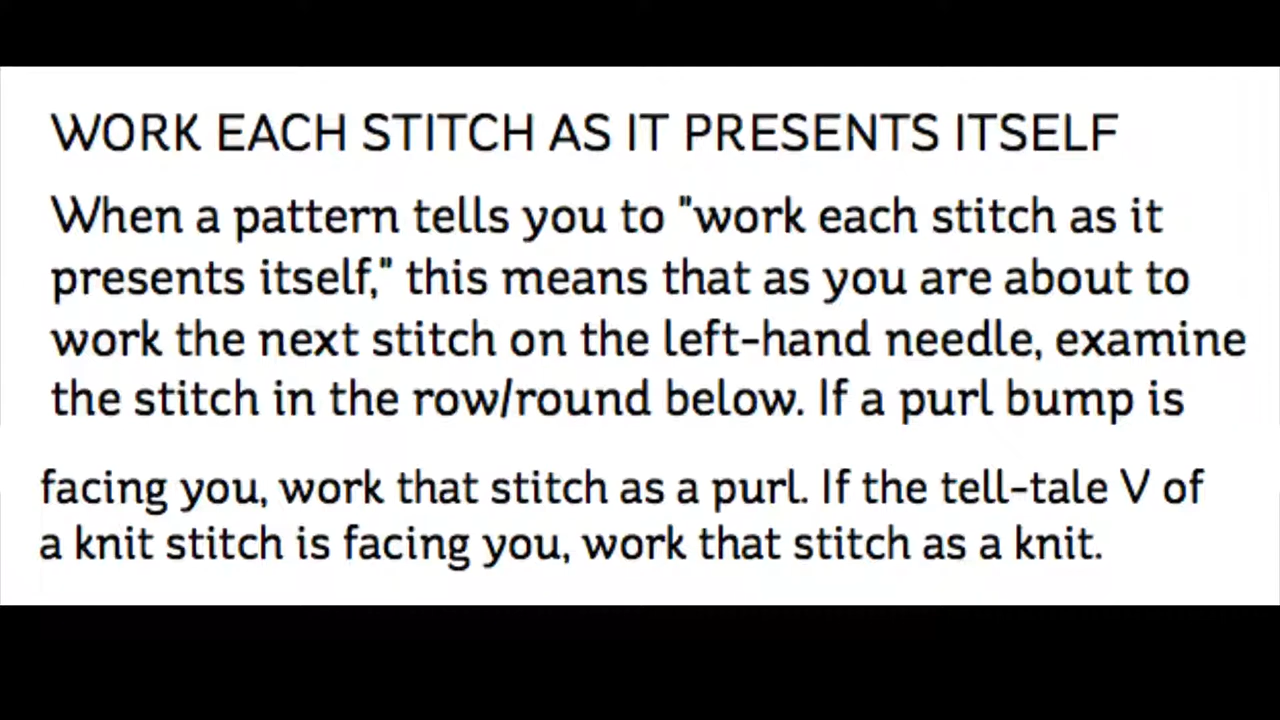 WORK EACH STITCH AS IT PRESENTS ITSELF
When a pattern tells you to "work each stitch as it
presents itself," this means that as you are about to
work the next stitch on the left-hand needle, examine
the stitch in the row/round below. If a purl bump is
facing you, work that stitch as a purl. If the tell-tale V of
a knit stitch is facing you, work that stitch as a knit.